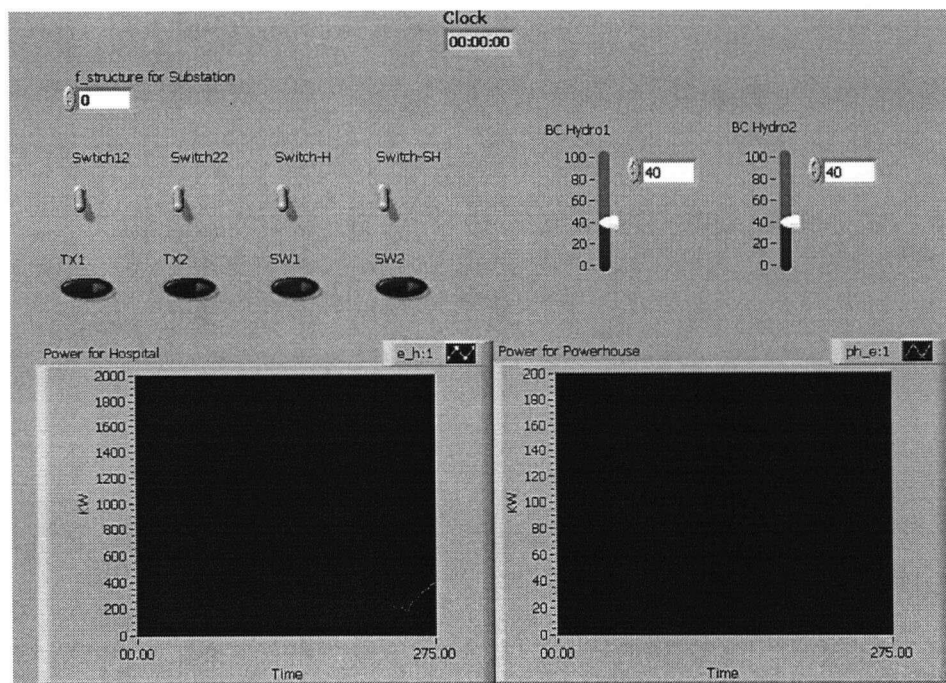 Clock
00:00:00
f_structure for Substation
0
BC Hydro1
BC Hydro2
Swtich12
Switch22
Switch-H
Switch-SH
100
80
60
40
20
0
40
100
80
60
40
20
0
40
TX1
TX2
SW1
SW2
Power for Hospital
e_h:1
2000
1800
1600
1400
1200
1000
800
600
400
200
0
KW
00.00
275.00
Time
Power for Powerhouse
ph_e:1
200
180
160
140
120
100
80
60
40
20
0
KW
00.00
275.00
Time